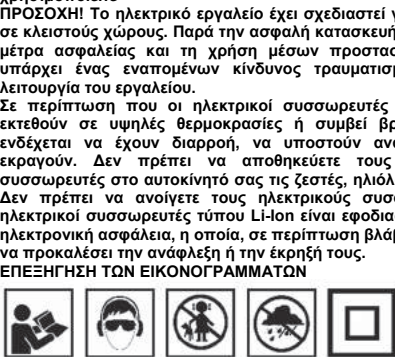 ΠΡΟΣΟΧΗ! Το ηλεκτρικό εργαλείο έχει σχεδιαστεί
σε κλειστούς χώρους. Παρά την ασφαλή κατασκευή
μέτρα ασφαλείας και τη χρήση μέσων προστασ
υπάρχει ένας εναπομένων κίνδυνος τραυματισμ
λειτουργία του εργαλείου.
Σε περίπτωση που οι ηλεκτρικοί συσσωρευτές
εκτεθούν σε υψηλές θερμοκρασίες ή συμβεί βρ
ενδέχεται να έχουν διαρροή, να υποστούν ανα
εκραγούν. Δεν πρέπει να αποθηκεύετε τους
συσσωρευτές στο αυτοκίνητό σας τις ζεστές, ηλιόλ
Δεν πρέπει να ανοίγετε τους ηλεκτρικούς συσσ
ηλεκτρικοί συσσωρευτές τύπου Li-Ion είναι εφοδια
ηλεκτρονική ασφάλεια, η οποία, σε περίπτωση βλάβ
να προκαλέσει την ανάφλεξη ή την έκρηξή τους.
ΕΠΕΞΗΓΗΣΗ ΤΩΝ ΕΙΚΟΝΟΓΡΑΜΜΑΤΩΝ